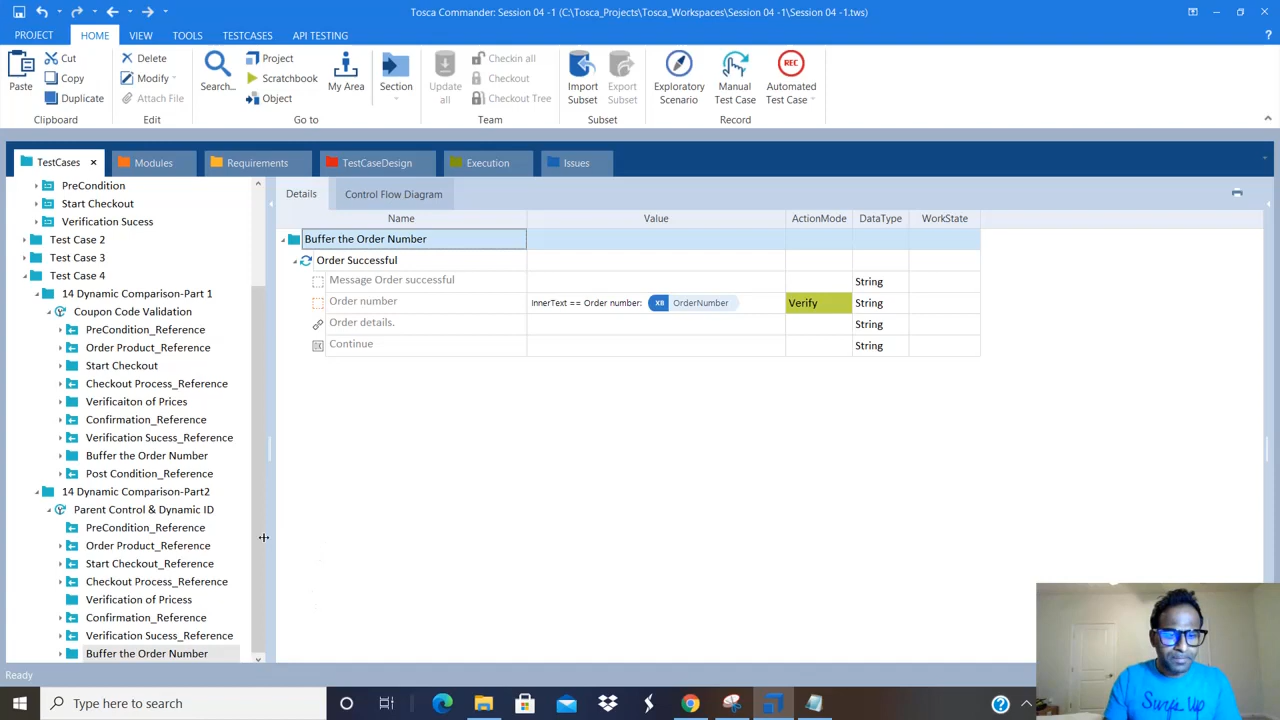 Tosca Commander: Session 04 -1 (C:\Tosca_Projects\Tosca_Workspaces\Session 04 -1\Session 04 -1.tws)
PROJECT HOME VIEW TOOLS TESTCASES API TESTING
Paste
Cut
Copy
Duplicate
Clipboard
Delete
Modify
Attach File
Edit
Search...
Project
Scratchbook
Object
My Area
Section
Go to
Update all
Checkin all
Checkout
Checkout Tree
Team
Import Subset
Export Subset
Subset
Exploratory Scenario
Manual Test Case
REC
Automated Test Case
Record
TestCases Modules Requirements TestCaseDesign Execution Issues
PreCondition
Start Checkout
Verification Sucess
Test Case 2
Test Case 3
Test Case 4
14 Dynamic Comparison-Part 1
Coupon Code Validation
PreCondition_Reference
Order Product_Reference
Start Checkout
Checkout Process_Reference
Verificaiton of Prices
Confirmation_Reference
Verification Sucess_Reference
Buffer the Order Number
Post Condition_Reference
14 Dynamic Comparison-Part2
Parent Control & Dynamic ID
PreCondition_Reference
Order Product_Reference
Start Checkout_Reference
Checkout Process_Reference
Verification of Pricess
Confirmation_Reference
Verification Sucess_Reference
Buffer the Order Number
Details Control Flow Diagram
Name Value ActionMode DataType WorkState
Buffer the Order Number
Order Successful
Message Order successful String
Order number InnerText == Order number: XB OrderNumber Verify String
Order details. String
Continue String
Ready
Type here to search